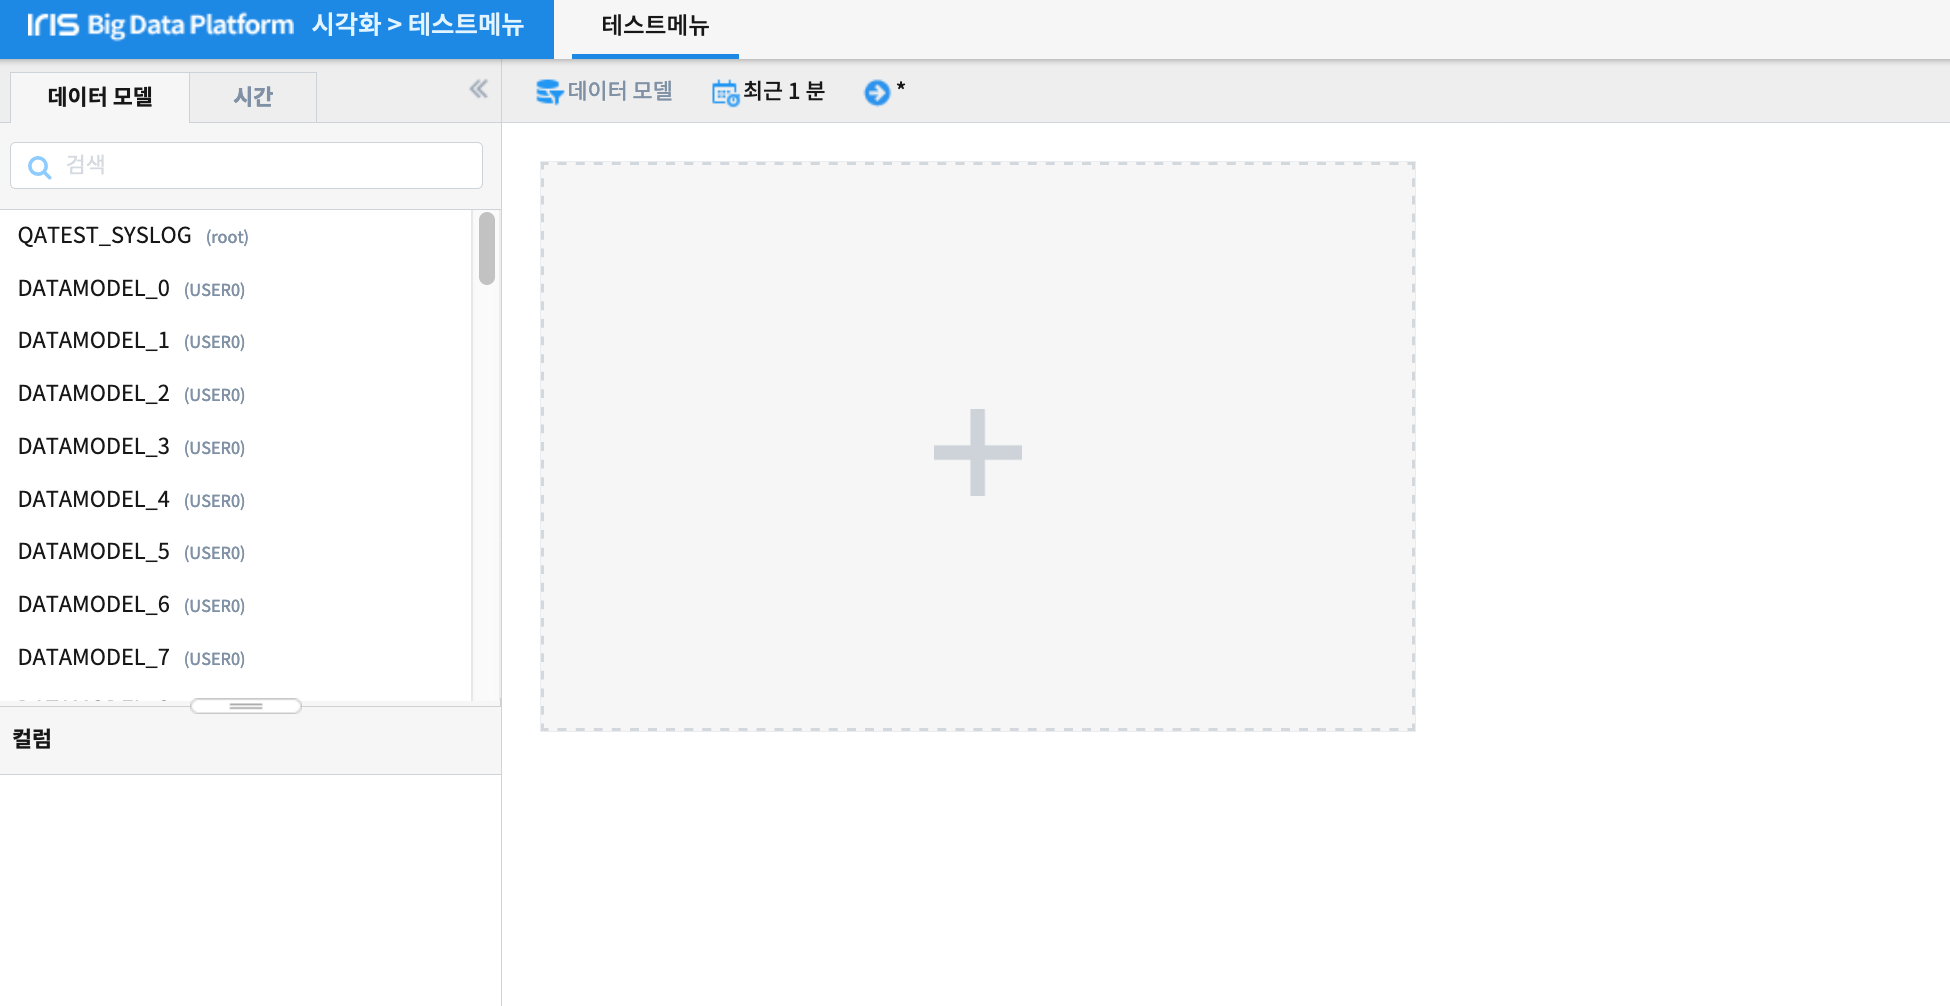 IRIS Big Data Platform 시각화 > 테스트메뉴
테스트메뉴
데이터 모델
시간
데이터 모델
최근 1 분
*
검색
QATEST_SYSLOG (root)
DATAMODEL_0 (USER0)
DATAMODEL_1 (USER0)
DATAMODEL_2 (USER0)
DATAMODEL_3 (USER0)
DATAMODEL_4 (USER0)
DATAMODEL_5 (USER0)
DATAMODEL_6 (USER0)
DATAMODEL_7 (USER0)
컬럼